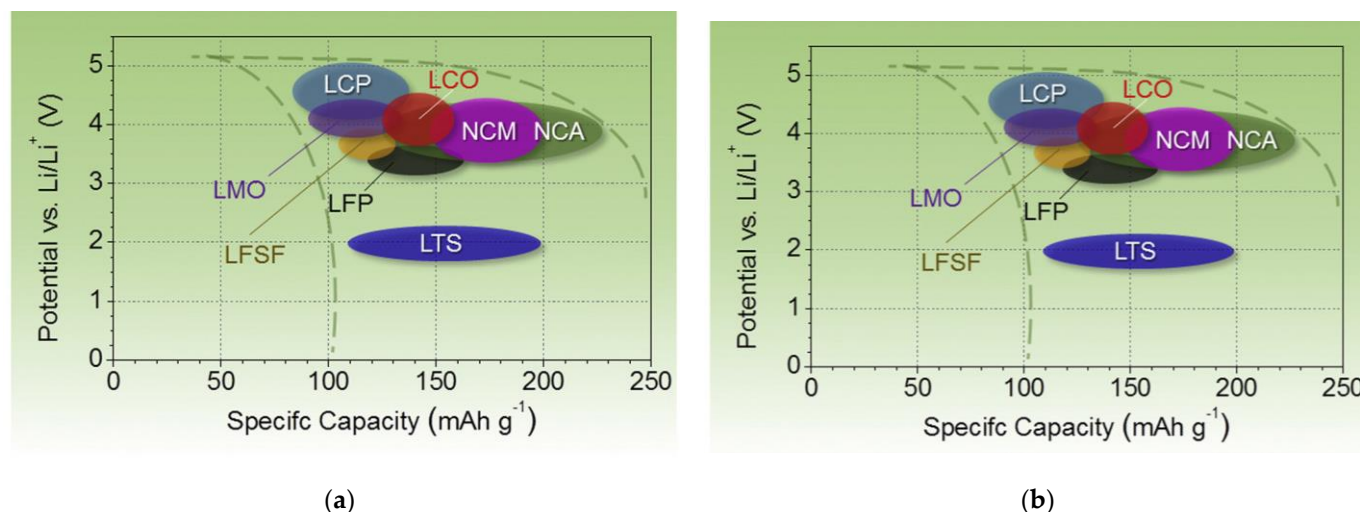 5
4
3
2
1
0
Potential vs. Li/Li⁺ (V)
LCP
LCO
NCM
NCA
LMO
LFP
LFSF
LTS
0 50 100 150 200 250
Specifc Capacity (mAh g⁻¹)
(a)
5
4
3
2
1
0
Potential vs. Li/Li⁺ (V)
LCP
LCO
NCM
NCA
LMO
LFP
LFSF
LTS
0 50 100 150 200 250
Specifc Capacity (mAh g⁻¹)
(b)